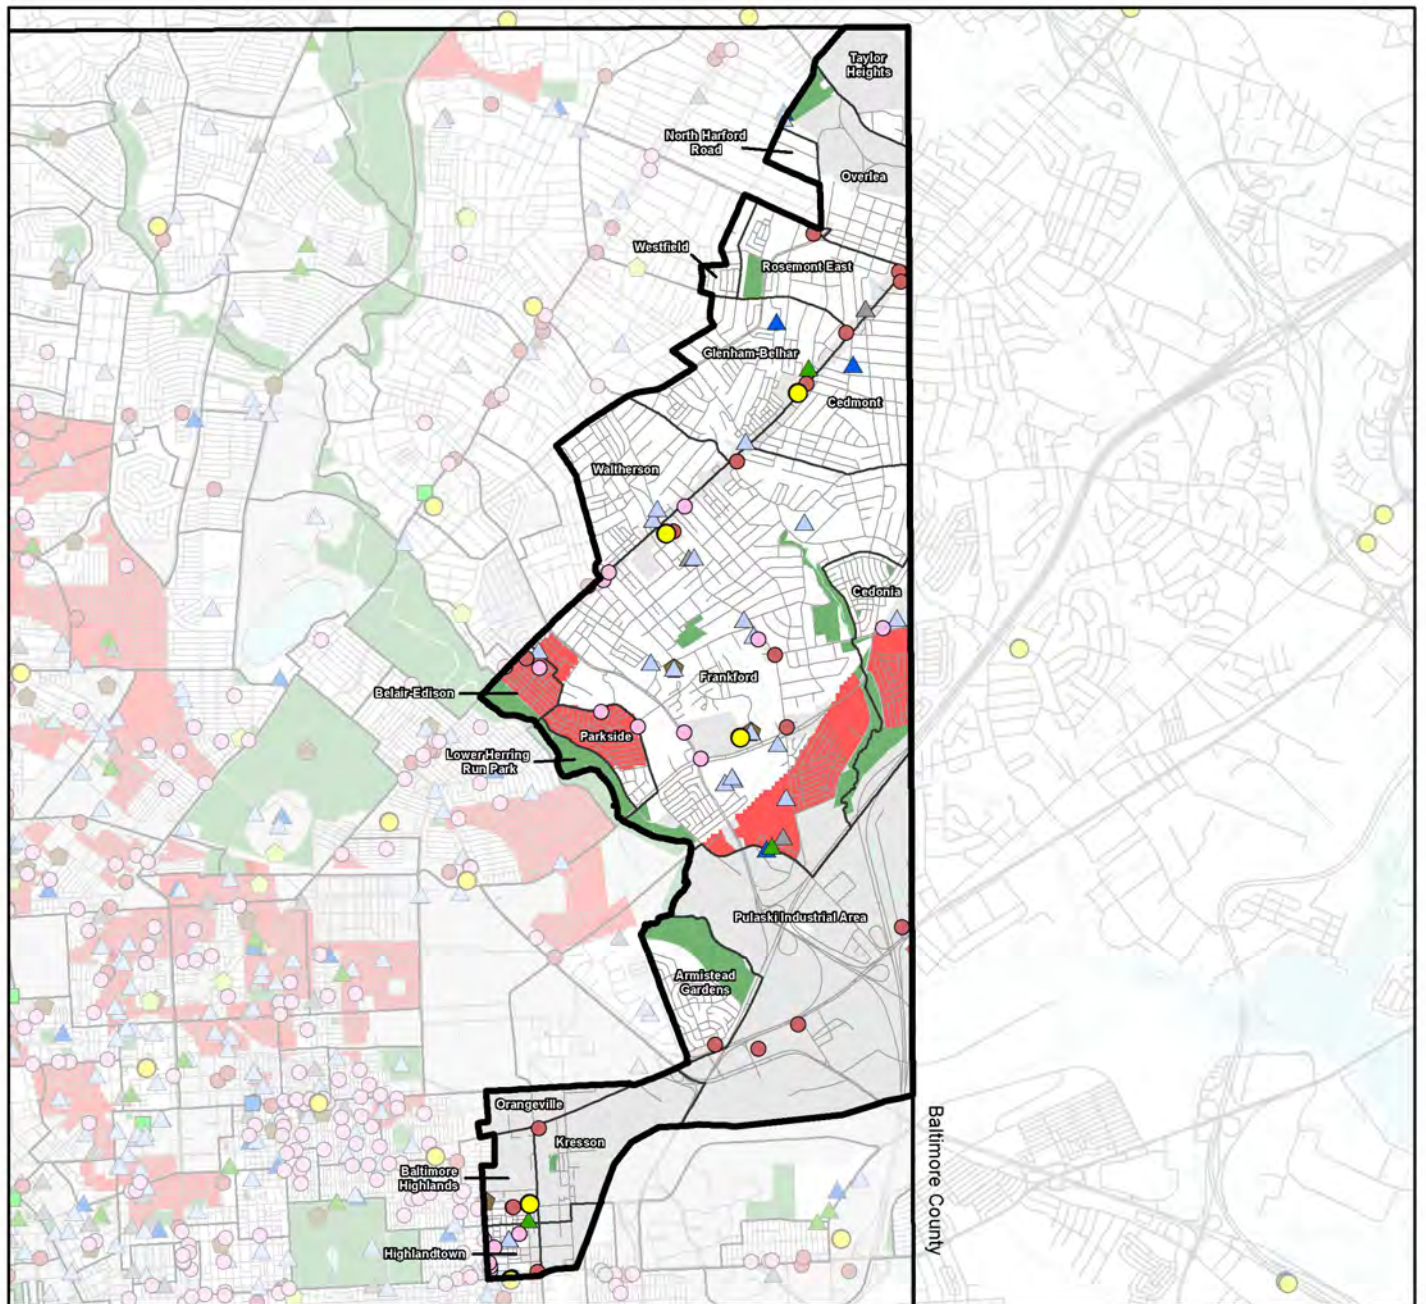 Taylor
Heights
North Harford
Road
Overlea
Westfield
Rosemont East
Glenham-Belhar
Cedmont
Waltherson
Cedonia
Frankford
Belair-Edison
Parkside
Lower Herring
Run Park
Pulaski Industrial Area
Armistead
Gardens
Orangeville
Kresson
Baltimore
Highlands
Highlandtown
Baltimore County